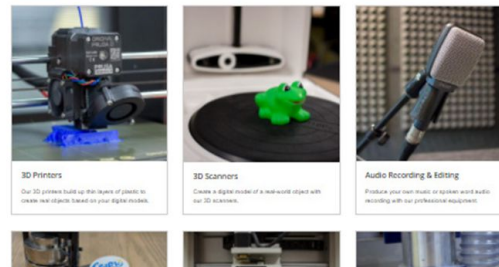 ORIGINAL
PRUSA
3D Printers
Our 3D printers build up thin layers of plastic to
create real objects based on your digital models.
3D Scanners
Create a digital model of a real-world object with
our 3D scanners.
Audio Recording & Editing
Produce your own music or spoken word audio
recording with our professional equipment.